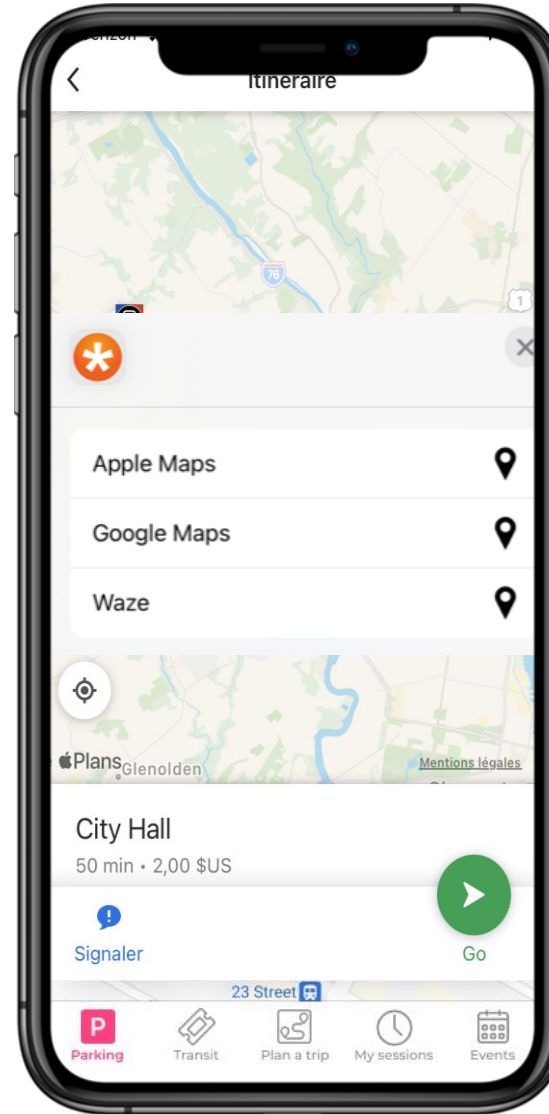 Itinéraire
76
1
Apple Maps
Google Maps
Waze
Plans
Glenolden
Mentions légales
City Hall
50 min • 2,00 $US
Signaler
Go
23 Street
P
Parking
Transit
Plan a trip
My sessions
Events